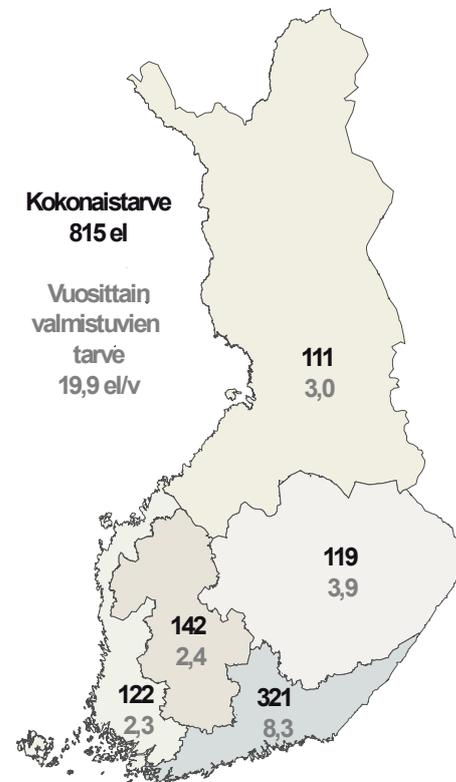 Kokonaistarve
815 el
Vuosittain
valmistuvien
tarve
19,9 el/v
111
3,0
119
3,9
142
2,4
122
2,3
321
8,3